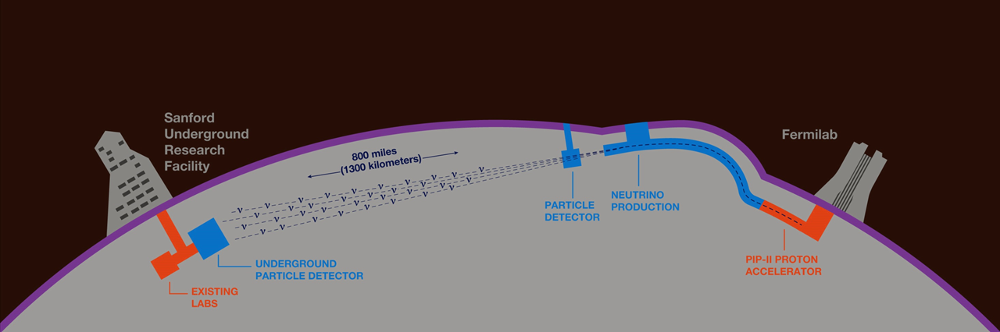 Sanford
Underground
Research
Facility
800 miles
(1300 kilometers)
Fermilab
ν ν ν ν ν ν ν
ν ν ν ν ν ν ν
ν ν ν ν ν ν
ν ν ν ν
PARTICLE
DETECTOR
NEUTRINO
PRODUCTION
UNDERGROUND
PARTICLE DETECTOR
PIP-II PROTON
ACCELERATOR
EXISTING
LABS